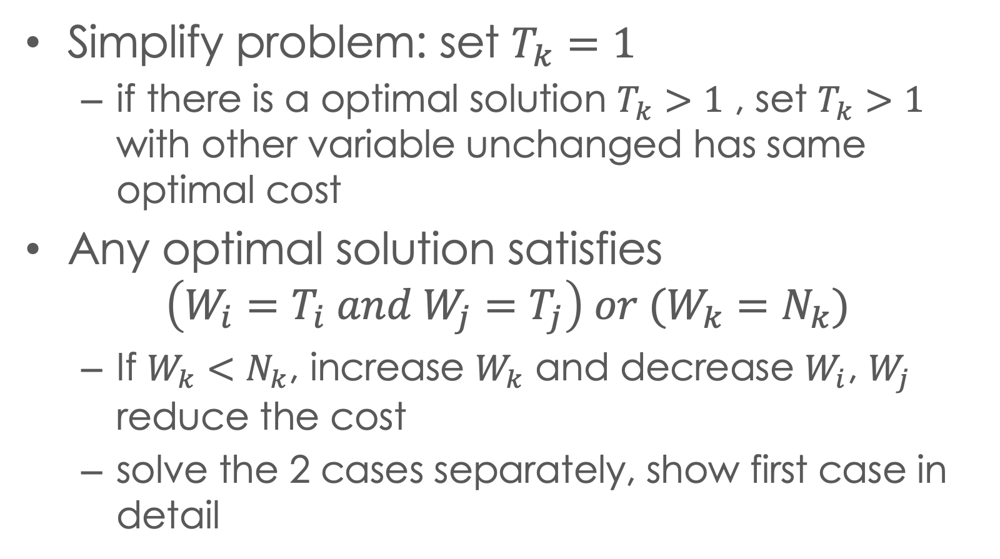 • Simplify problem: set T_k = 1
– if there is a optimal solution T_k > 1 , set T_k > 1
with other variable unchanged has same
optimal cost
• Any optimal solution satisfies
(W_i = T_i and W_j = T_j) or (W_k = N_k)
– If W_k < N_k, increase W_k and decrease W_i, W_j
reduce the cost
– solve the 2 cases separately, show first case in
detail